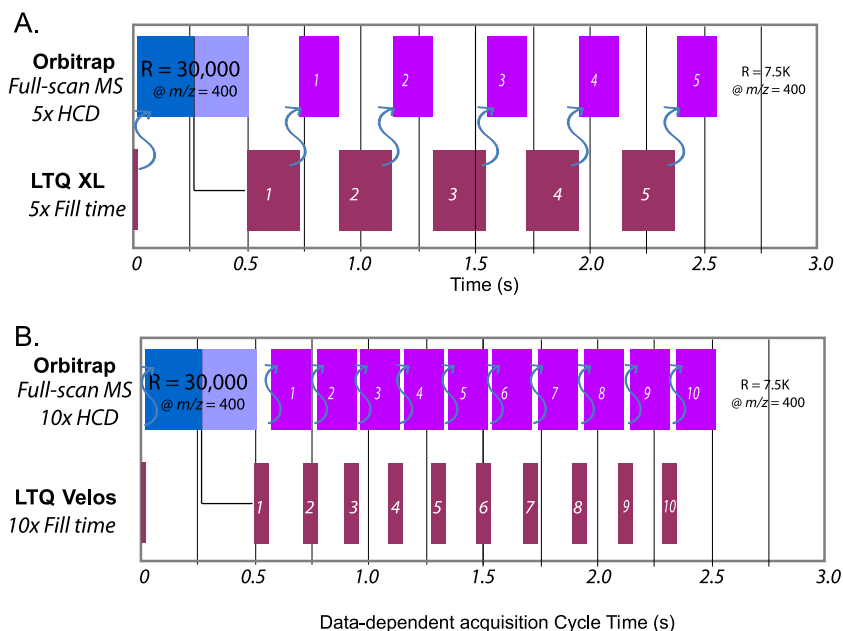 A.
Orbitrap
Full-scan MS
5x HCD
R = 30,000
@ m/z = 400
1
2
3
4
5
R = 7.5K
@ m/z = 400
LTQ XL
5x Fill time
1
2
3
4
5
0
0.5
1.0
1.5
2.0
2.5
3.0
Time (s)
B.
Orbitrap
Full-scan MS
10x HCD
R = 30,000
@ m/z = 400
1
2
3
4
5
6
7
8
9
10
R = 7.5K
@ m/z = 400
LTQ Velos
10x Fill time
1
2
3
4
5
6
7
8
9
10
0
0.5
1.0
1.5
2.0
2.5
3.0
Data-dependent acquisition Cycle Time (s)